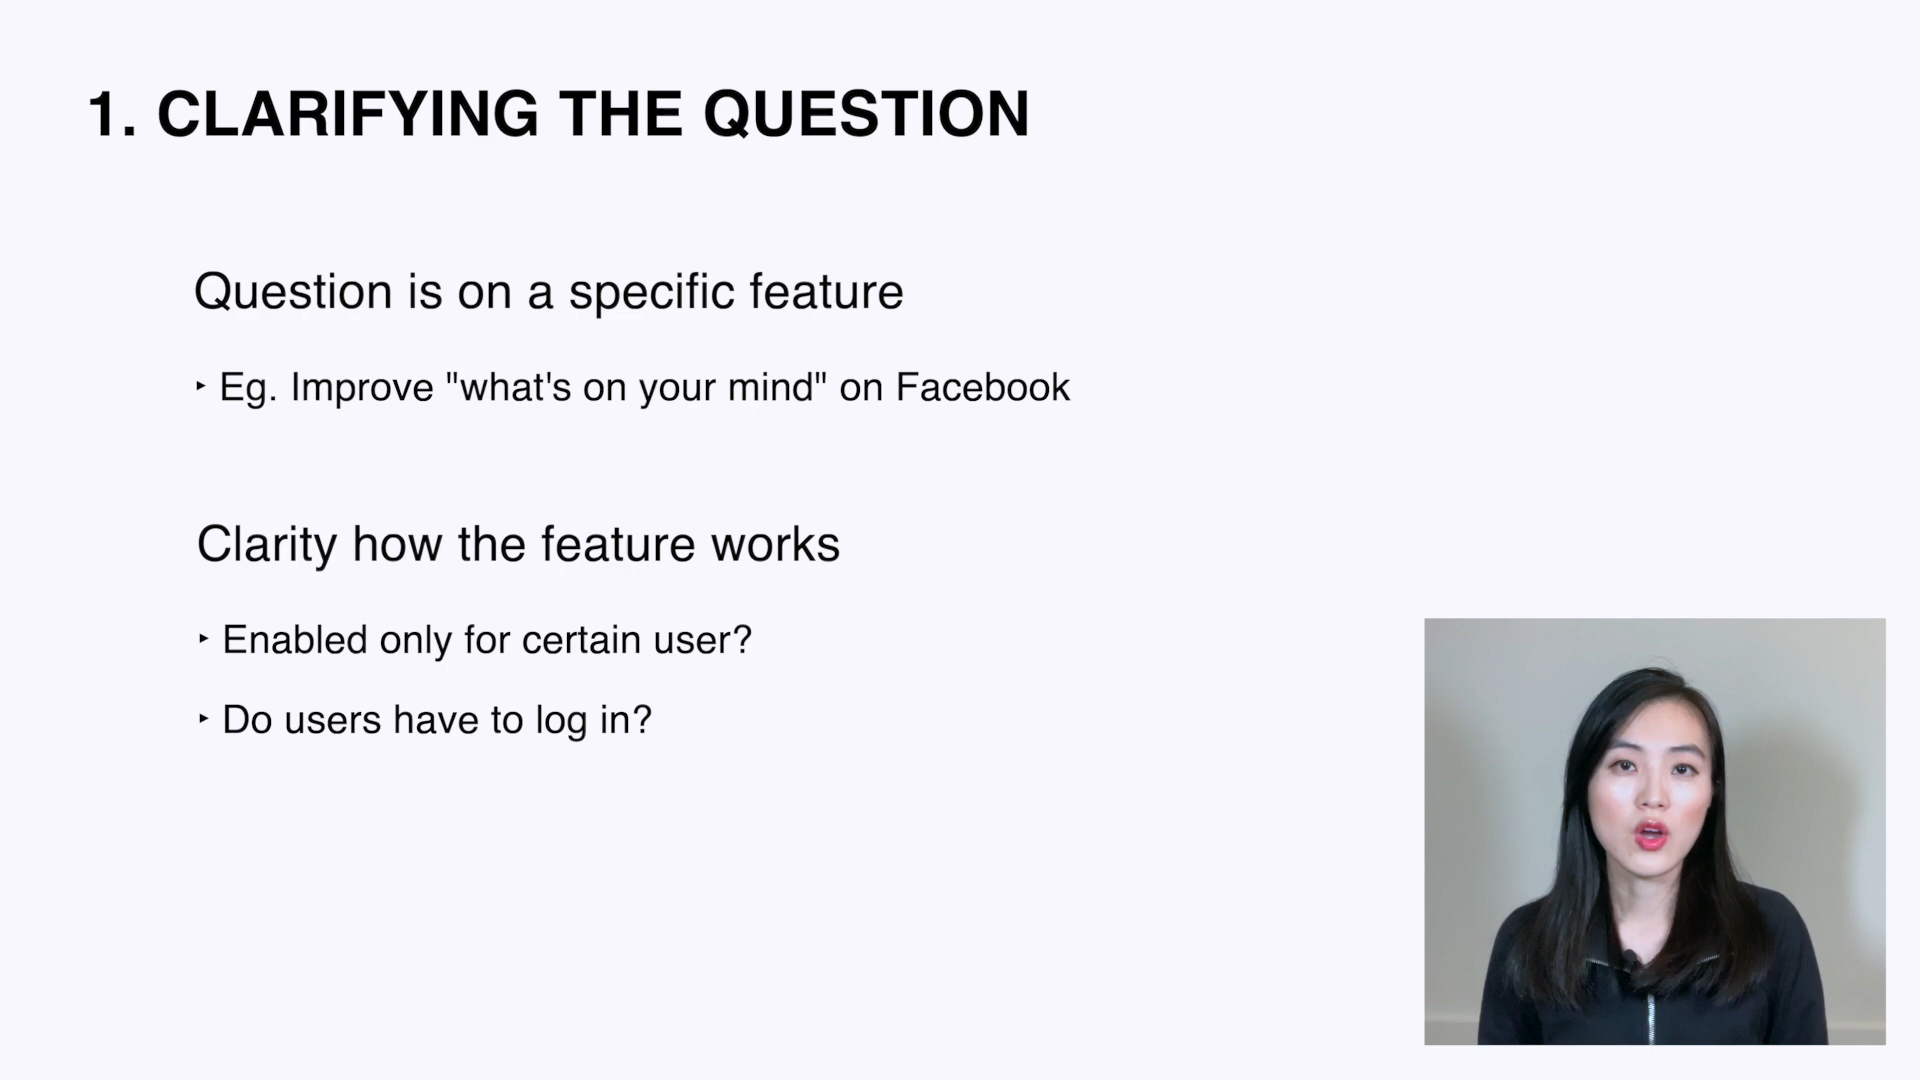 1. CLARIFYING THE QUESTION
Question is on a specific feature
‣ Eg. Improve "what's on your mind" on Facebook
Clarity how the feature works
‣ Enabled only for certain user?
‣ Do users have to log in?